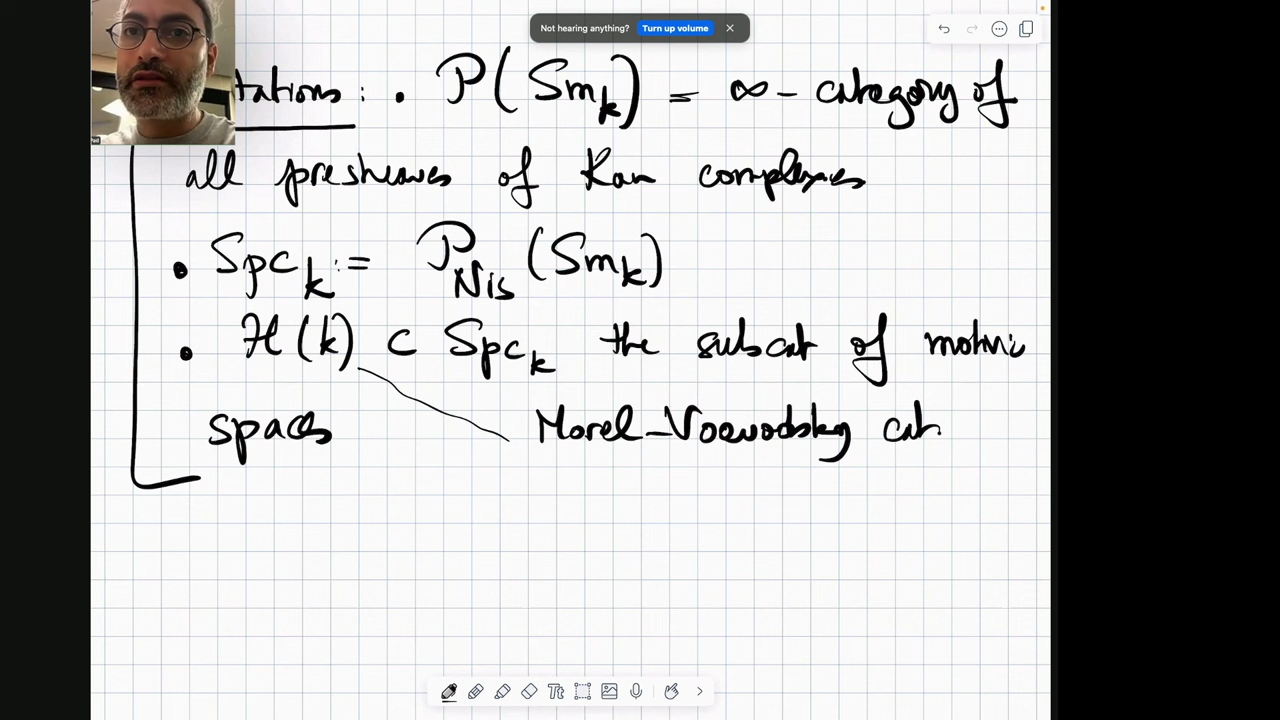 Not hearing anything? Turn up volume
tations: • P(Sm_k) = ∞-category of
all presheaves of Kan complexes
• Spc_k := P_Nis (Sm_k)
• H(k) ⊂ Spc_k the subcat of motivic
spaces Morel-Voevodsky cat.
Tt